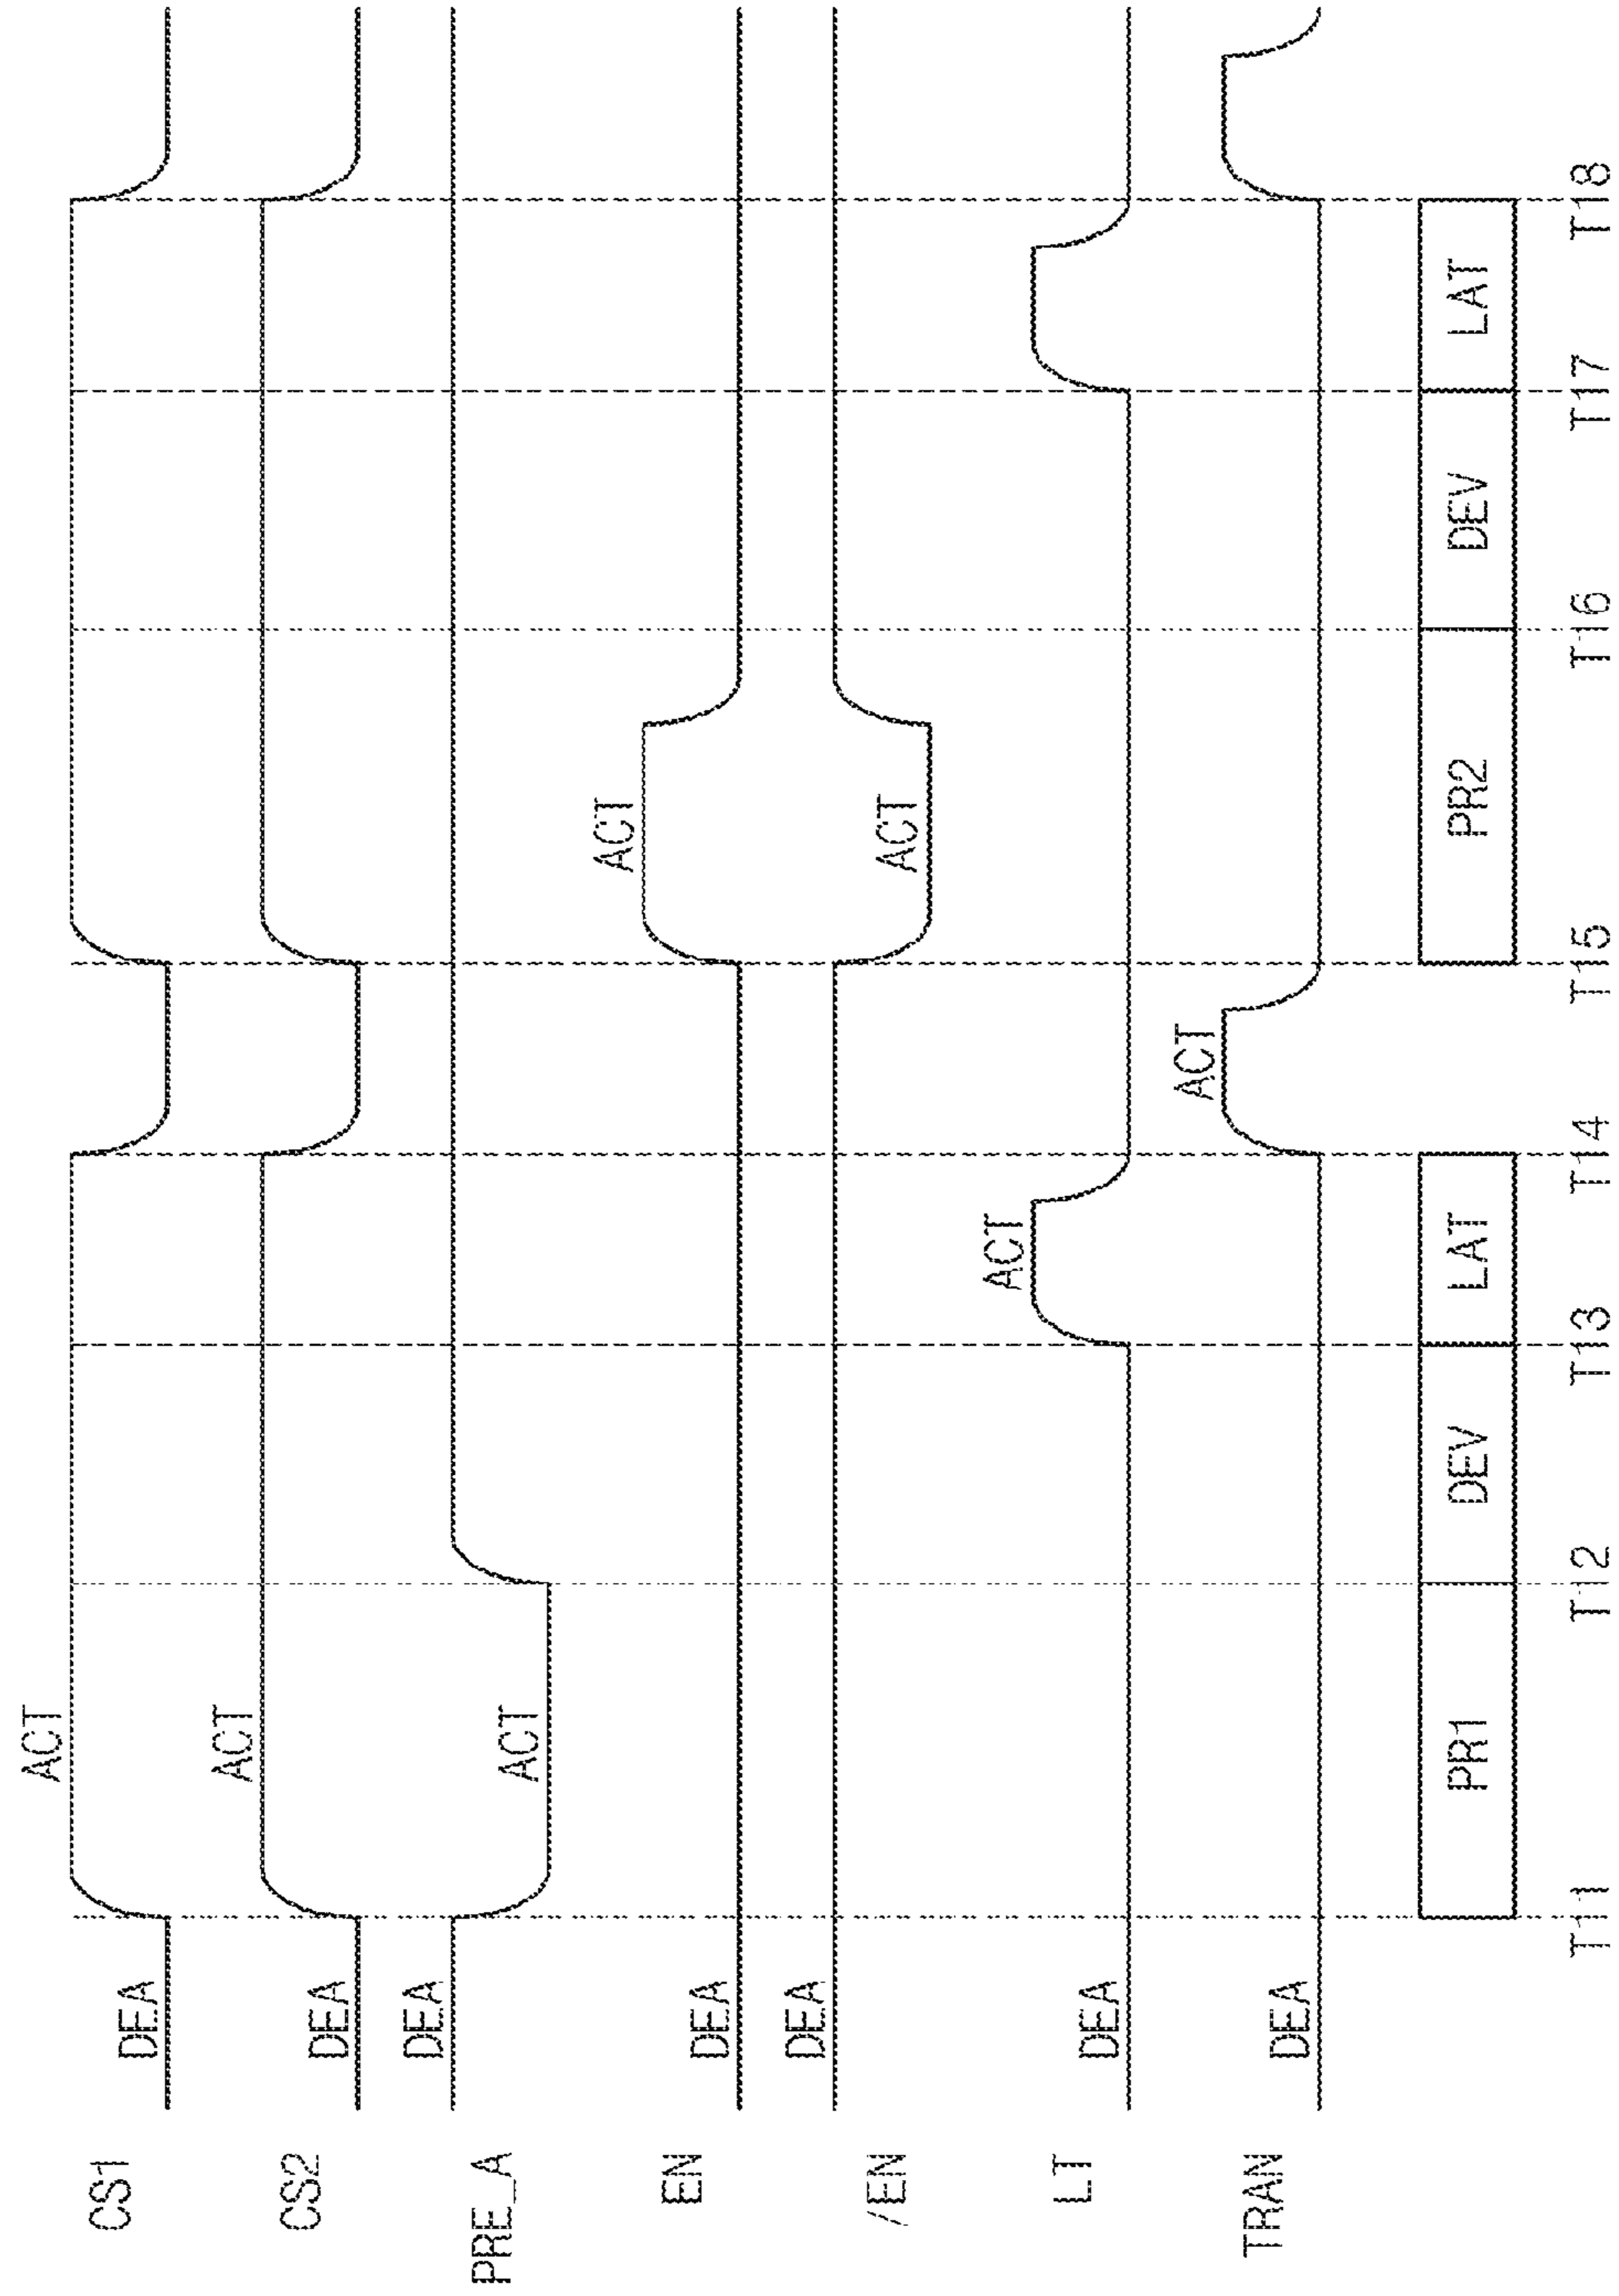 CS1 DEA ACT
CS2 DEA ACT
PRE_A DEA ACT
EN DEA ACT
/EN DEA ACT
LT DEA ACT
TRAN DEA ACT
PR1 DEV LAT PR2 DEV LAT
T11 T12 T13 T14 T15 T16 T17 T18